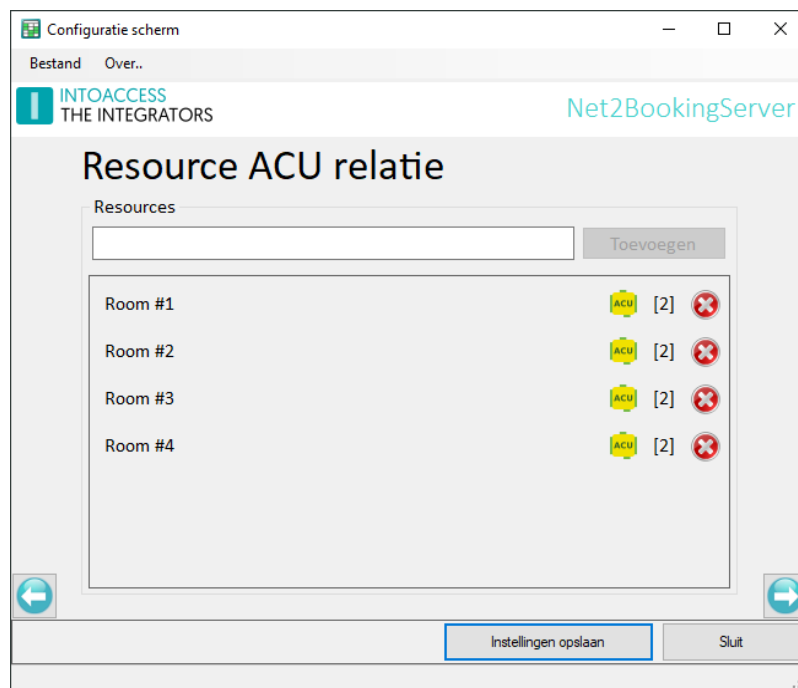 Configuratie scherm
Bestand Over..
INTOACCESS
THE INTEGRATORS
Net2BookingServer
Resource ACU relatie
Resources
Toevoegen
Room #1 ACU [2]
Room #2 ACU [2]
Room #3 ACU [2]
Room #4 ACU [2]
Instellingen opslaan Sluit